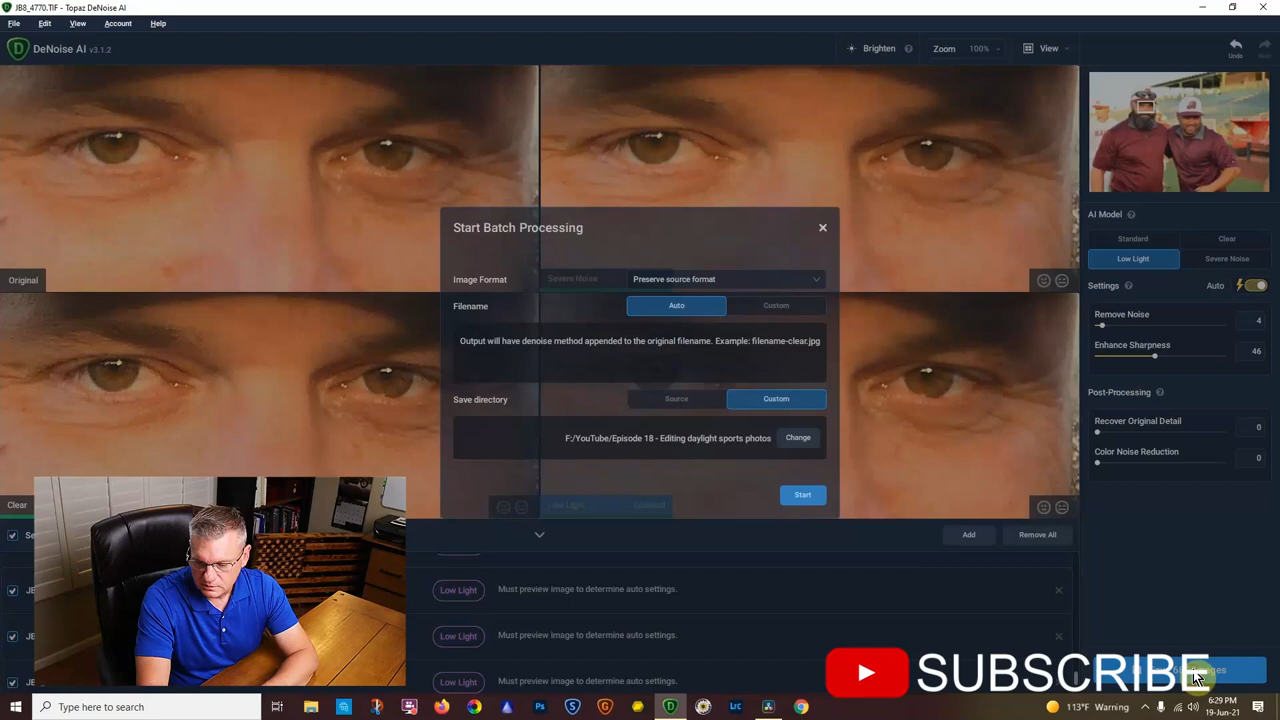 JB8_4770.TIF - Topaz DeNoise AI
File Edit View Account Help
DeNoise AI v3.1.2
Brighten
Zoom 100%
View
Undo
Start Batch Processing
Image Format
Severe Noise
Preserve source format
Filename
Auto
Custom
Output will have denoise method appended to the original filename. Example: filename-clear.jpg
Save directory
Source
Custom
F:/YouTube/Episode 18 - Editing daylight sports photos
Change
Start
Original
Clear
Low Light
AI Model
Standard
Clear
Low Light
Severe Noise
Settings
Auto
Remove Noise
4
Enhance Sharpness
46
Post-Processing
Recover Original Detail
0
Color Noise Reduction
0
Add
Remove All
Low Light
Must preview image to determine auto settings.
Low Light
Must preview image to determine auto settings.
Low Light
Must preview image to determine auto settings.
SUBSCRIBE
Type here to search
113°F Warning
6:29 PM
19-Jun-21